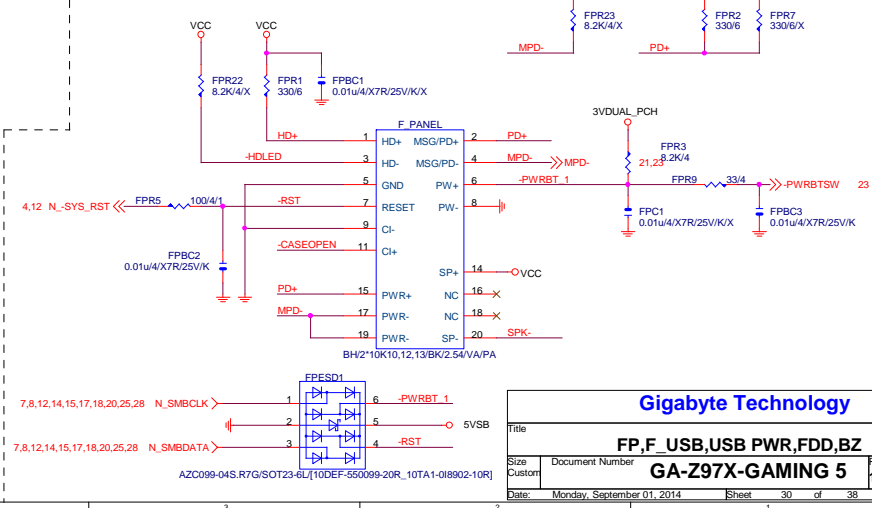 FPR23
8.2K/4/X
FPR2
330/6
FPR7
330/6/X
MPD-
PD+
VCC
VCC
FPR22
8.2K/4/X
FPR1
330/6
FPBC1
0.01u/4/X7R/25V/K/X
3VDUAL_PCH
F_PANEL
HD+ 1 HD+ MSG/PD+ 2 PD+
-HDLED 3 HD- MSG/PD- 4 MPD- MPD-
21,23
FPR3
8.2K/4
5 GND PW+ 6 -PWRBT_1
FPR9 33/4 -PWRBTSW 23
4,12 N_-SYS_RST FPR5 100/4/1 -RST 7 RESET PW- 8
FPC1
0.01u/4/X7R/25V/K/X
FPBC3
0.01u/4/X7R/25V/K
9 CI-
-CASEOPEN 11 CI+
FPBC2
0.01u/4/X7R/25V/K
SP+ 14 VCC
PD+ 15 PWR+ NC 16
MPD- 17 PWR- NC 18
19 PWR- SP- 20 SPK-
BH/2*10K10,12,13/BK/2.54/VA/PA
FPESD1
7,8,12,14,15,17,18,20,25,28 N_SMBCLK 1 6 -PWRBT_1
2 5 5VSB
7,8,12,14,15,17,18,20,25,28 N_SMBDATA 3 4 -RST
AZC099-04S.R7G/SOT23-6L/[10DEF-550099-20R_10TA1-0I8902-10R]
Gigabyte Technology
Title
FP,F_USB,USB PWR,FDD,BZ
Size
Custom
Document Number
GA-Z97X-GAMING 5
Date: Monday, September 01, 2014 Sheet 30 of 38
3 2 1